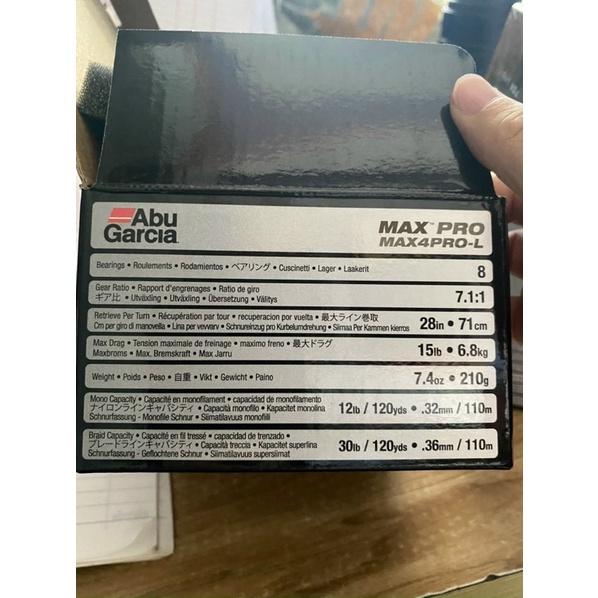 Abu
Garcia
MAX™ PRO
MAX4PRO-L
Bearings • Roulements • Rodamientos • ベアリング • Cuscinetti • Lager • Laakerit
8
Gear Ratio • Rapport d'engrenages • Ratio de giro
ギア比 • Utväxling • Utveksling • Übersetzung • Välitys
7.1:1
Retrieve Per Turn • Récupération par tour • recuperacion por vuelta • 最大ライン巻取
Cm per giro di manovella • Lina per vevvarv • Schnureinzug pro Kurbelumdrehung • Siimaa Per Kammen kierros
28in • 71cm
Max Drag • Tension maximale de freinage • maximo freno • 最大ドラグ
Maxbroms • Max. Bremskraft • Max Jarru
15lb • 6.8kg
Weight • Poids • Peso • 自重 • Vikt • Gewicht • Paino
7.4oz • 210g
Mono Capacity • Capacité en monofilament • capacidad de monofilamento
ナイロンラインキャパシティ • Capacità monofilo • Kapacitet monolina
Schnurfassung - Monofile Schnur • Siimatilavuus monofiili
12lb / 120yds • .32mm / 110m
Braid Capacity • Capacité en fil tressé • capacidad de trenzado •
ブレードラインキャパシティ • Capacità treccia • Kapacitet superlina
Schnurfassung - Geflochtene Schnur • Siimatilavuus supersiimat
30lb / 120yds • .36mm / 110m